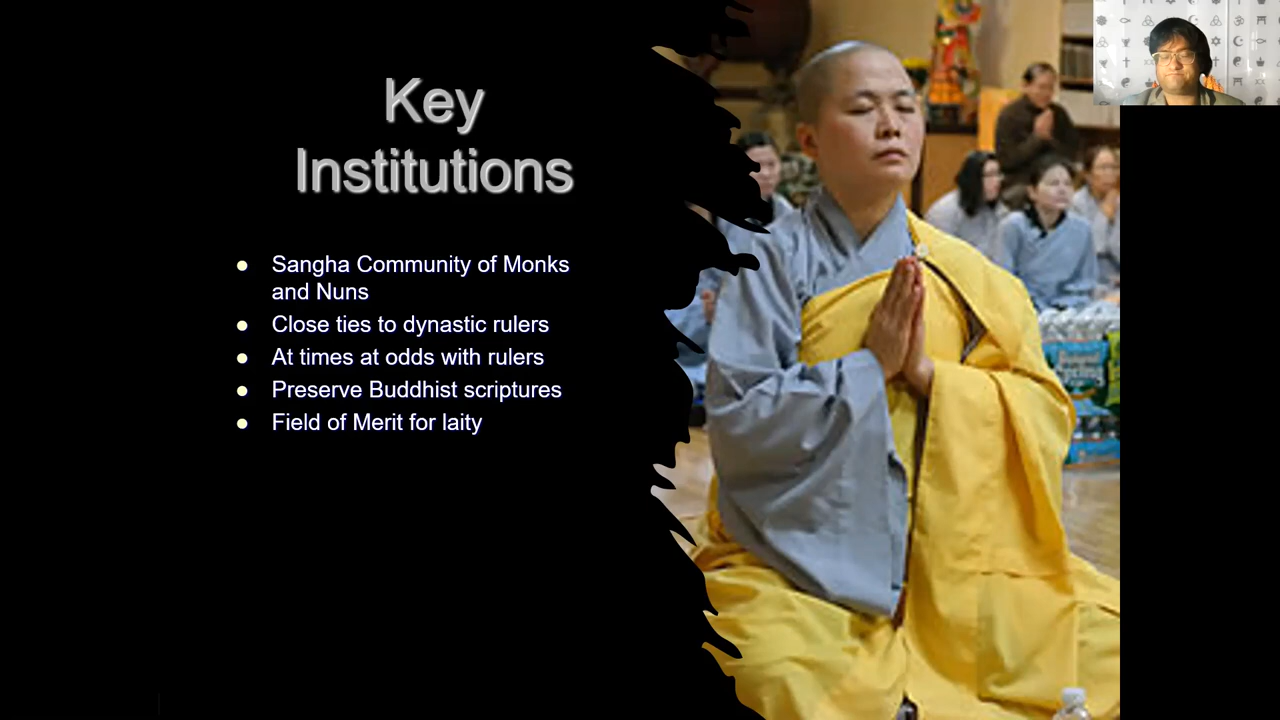 Key
Institutions
● Sangha Community of Monks
and Nuns
● Close ties to dynastic rulers
● At times at odds with rulers
● Preserve Buddhist scriptures
● Field of Merit for laity